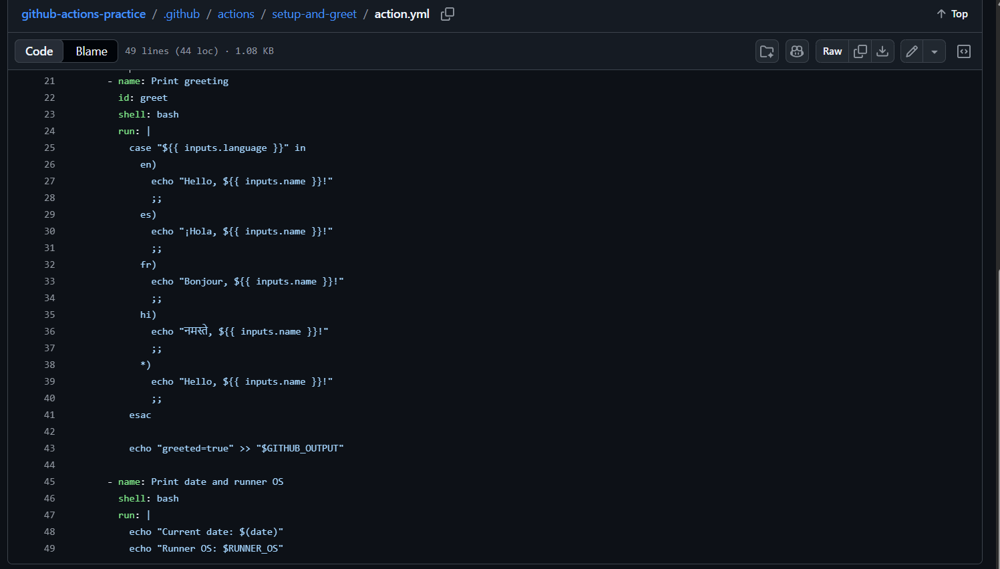 github-actions-practice / .github / actions / setup-and-greet / action.yml
Top
Code Blame 49 lines (44 loc) · 1.08 KB
Raw
21 - name: Print greeting
22 id: greet
23 shell: bash
24 run: |
25 case "${{ inputs.language }}" in
26 en)
27 echo "Hello, ${{ inputs.name }}!"
28 ;;
29 es)
30 echo "¡Hola, ${{ inputs.name }}!"
31 ;;
32 fr)
33 echo "Bonjour, ${{ inputs.name }}!"
34 ;;
35 hi)
36 echo "नमस्ते, ${{ inputs.name }}!"
37 ;;
38 *)
39 echo "Hello, ${{ inputs.name }}!"
40 ;;
41 esac
42
43 echo "greeted=true" >> "$GITHUB_OUTPUT"
44
45 - name: Print date and runner OS
46 shell: bash
47 run: |
48 echo "Current date: $(date)"
49 echo "Runner OS: $RUNNER_OS"